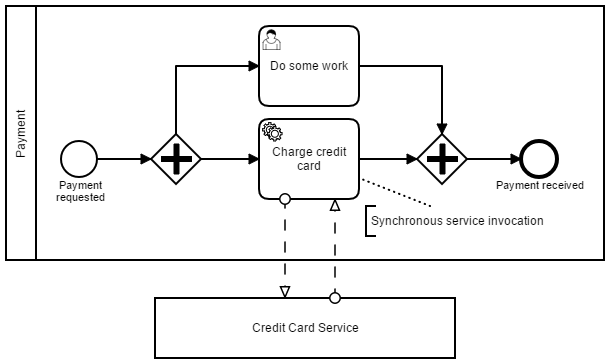 Payment
Do some work
Charge credit
card
Payment
requested
Payment received
Synchronous service invocation
Credit Card Service